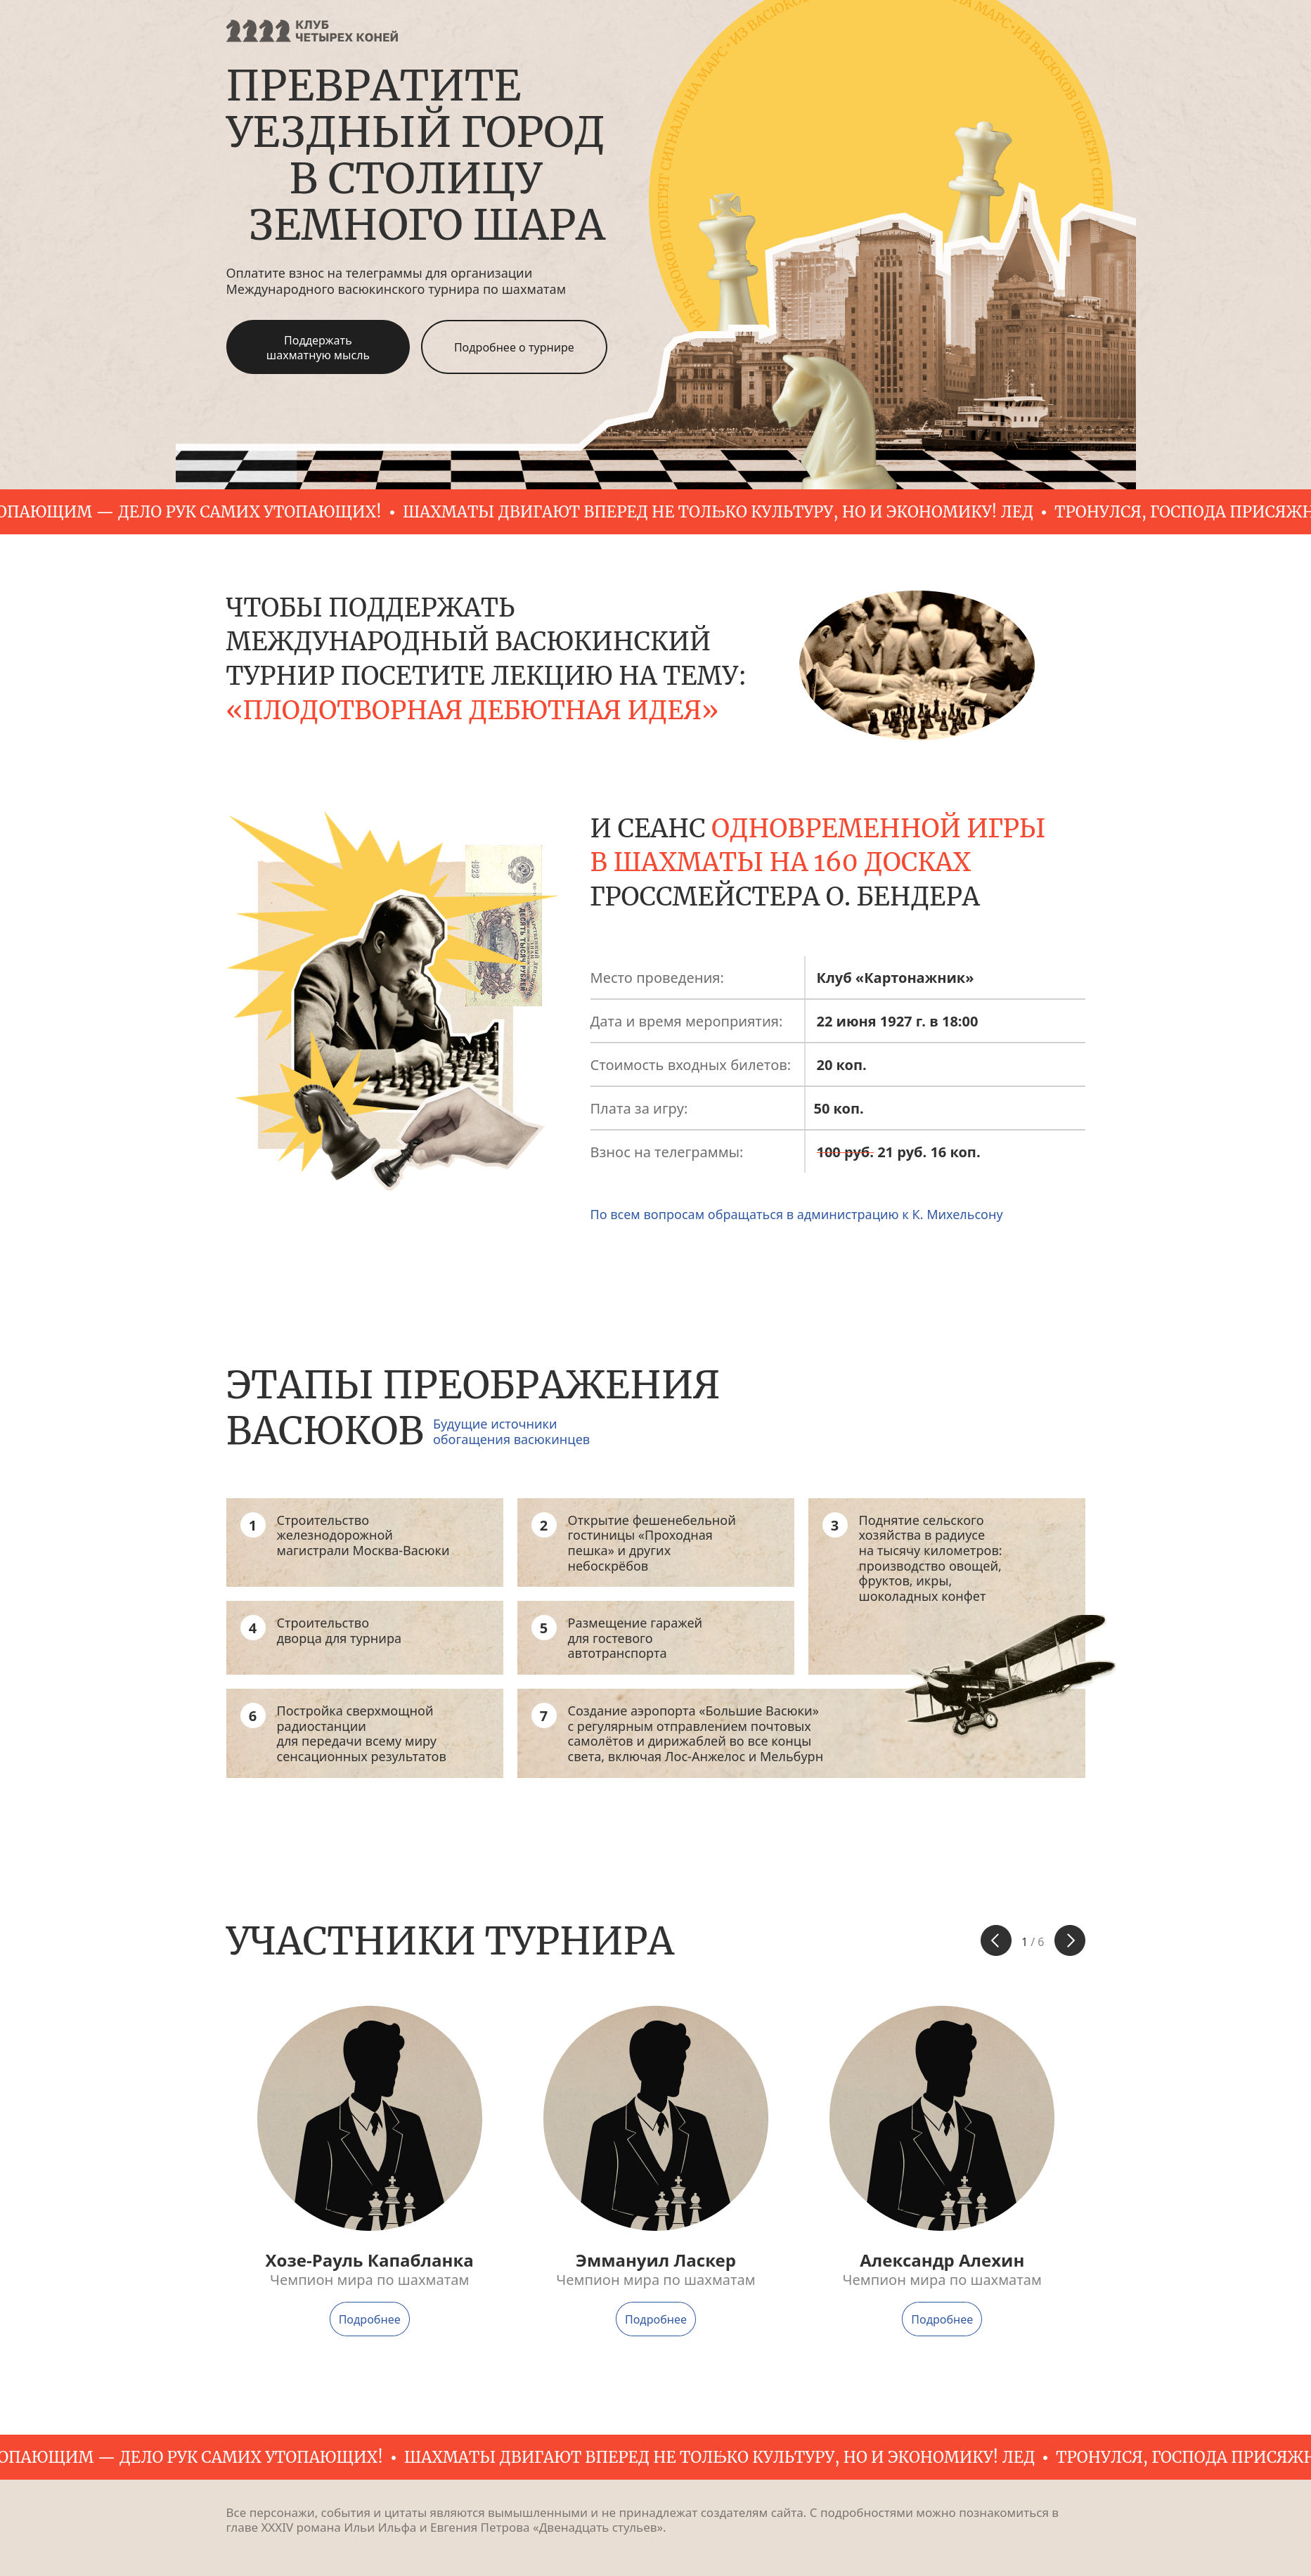 КЛУБ
ЧЕТЫРЕХ КОНЕЙ
ПРЕВРАТИТЕ
УЕЗДНЫЙ ГОРОД
В СТОЛИЦУ
ЗЕМНОГО ШАРА
Оплатите взнос на телеграммы для организации
Международного васюкинского турнира по шахматам
Поддержать
шахматную мысль
Подробнее о турнире
ИЗ ВАСЮКОВ ПОЛЕТЯТ СИГНАЛЫ НА МАРС • ИЗ ВАСЮКОВ
НА МАРС • ИЗ ВАСЮКОВ ПОЛЕТЯТ СИГН
ОПАЮЩИМ — ДЕЛО РУК САМИХ УТОПАЮЩИХ! • ШАХМАТЫ ДВИГАЮТ ВПЕРЕД НЕ ТОЛЬКО КУЛЬТУРУ, НО И ЭКОНОМИКУ! ЛЕД • ТРОНУЛСЯ, ГОСПОДА ПРИСЯЖН
ЧТОБЫ ПОДДЕРЖАТЬ
МЕЖДУНАРОДНЫЙ ВАСЮКИНСКИЙ
ТУРНИР ПОСЕТИТЕ ЛЕКЦИЮ НА ТЕМУ:
«ПЛОДОТВОРНАЯ ДЕБЮТНАЯ ИДЕЯ»
1923
ДЕСЯТЬ ТЫСЯЧ РУБЛЕЙ
И СЕАНС ОДНОВРЕМЕННОЙ ИГРЫ
В ШАХМАТЫ НА 160 ДОСКАХ
ГРОССМЕЙСТЕРА О. БЕНДЕРА
Место проведения: Клуб «Картонажник»
Дата и время мероприятия: 22 июня 1927 г. в 18:00
Стоимость входных билетов: 20 коп.
Плата за игру: 50 коп.
Взнос на телеграммы: 100 руб. 21 руб. 16 коп.
По всем вопросам обращаться в администрацию к К. Михельсону
ЭТАПЫ ПРЕОБРАЖЕНИЯ
ВАСЮКОВ
Будущие источники
обогащения васюкинцев
1
Строительство
железнодорожной
магистрали Москва-Васюки
2
Открытие фешенебельной
гостиницы «Проходная
пешка» и других
небоскрёбов
3
Поднятие сельского
хозяйства в радиусе
на тысячу километров:
производство овощей,
фруктов, икры,
шоколадных конфет
4
Строительство
дворца для турнира
5
Размещение гаражей
для гостевого
автотранспорта
6
Постройка сверхмощной
радиостанции
для передачи всему миру
сенсационных результатов
7
Создание аэропорта «Большие Васюки»
с регулярным отправлением почтовых
самолётов и дирижаблей во все концы
света, включая Лос-Анжелос и Мельбурн
УЧАСТНИКИ ТУРНИРА
1 / 6
Хозе-Рауль Капабланка
Чемпион мира по шахматам
Подробнее
Эммануил Ласкер
Чемпион мира по шахматам
Подробнее
Александр Алехин
Чемпион мира по шахматам
Подробнее
ОПАЮЩИМ — ДЕЛО РУК САМИХ УТОПАЮЩИХ! • ШАХМАТЫ ДВИГАЮТ ВПЕРЕД НЕ ТОЛЬКО КУЛЬТУРУ, НО И ЭКОНОМИКУ! ЛЕД • ТРОНУЛСЯ, ГОСПОДА ПРИСЯЖН
Все персонажи, события и цитаты являются вымышленными и не принадлежат создателям сайта. С подробностями можно познакомиться в
главе XXXIV романа Ильи Ильфа и Евгения Петрова «Двенадцать стульев».